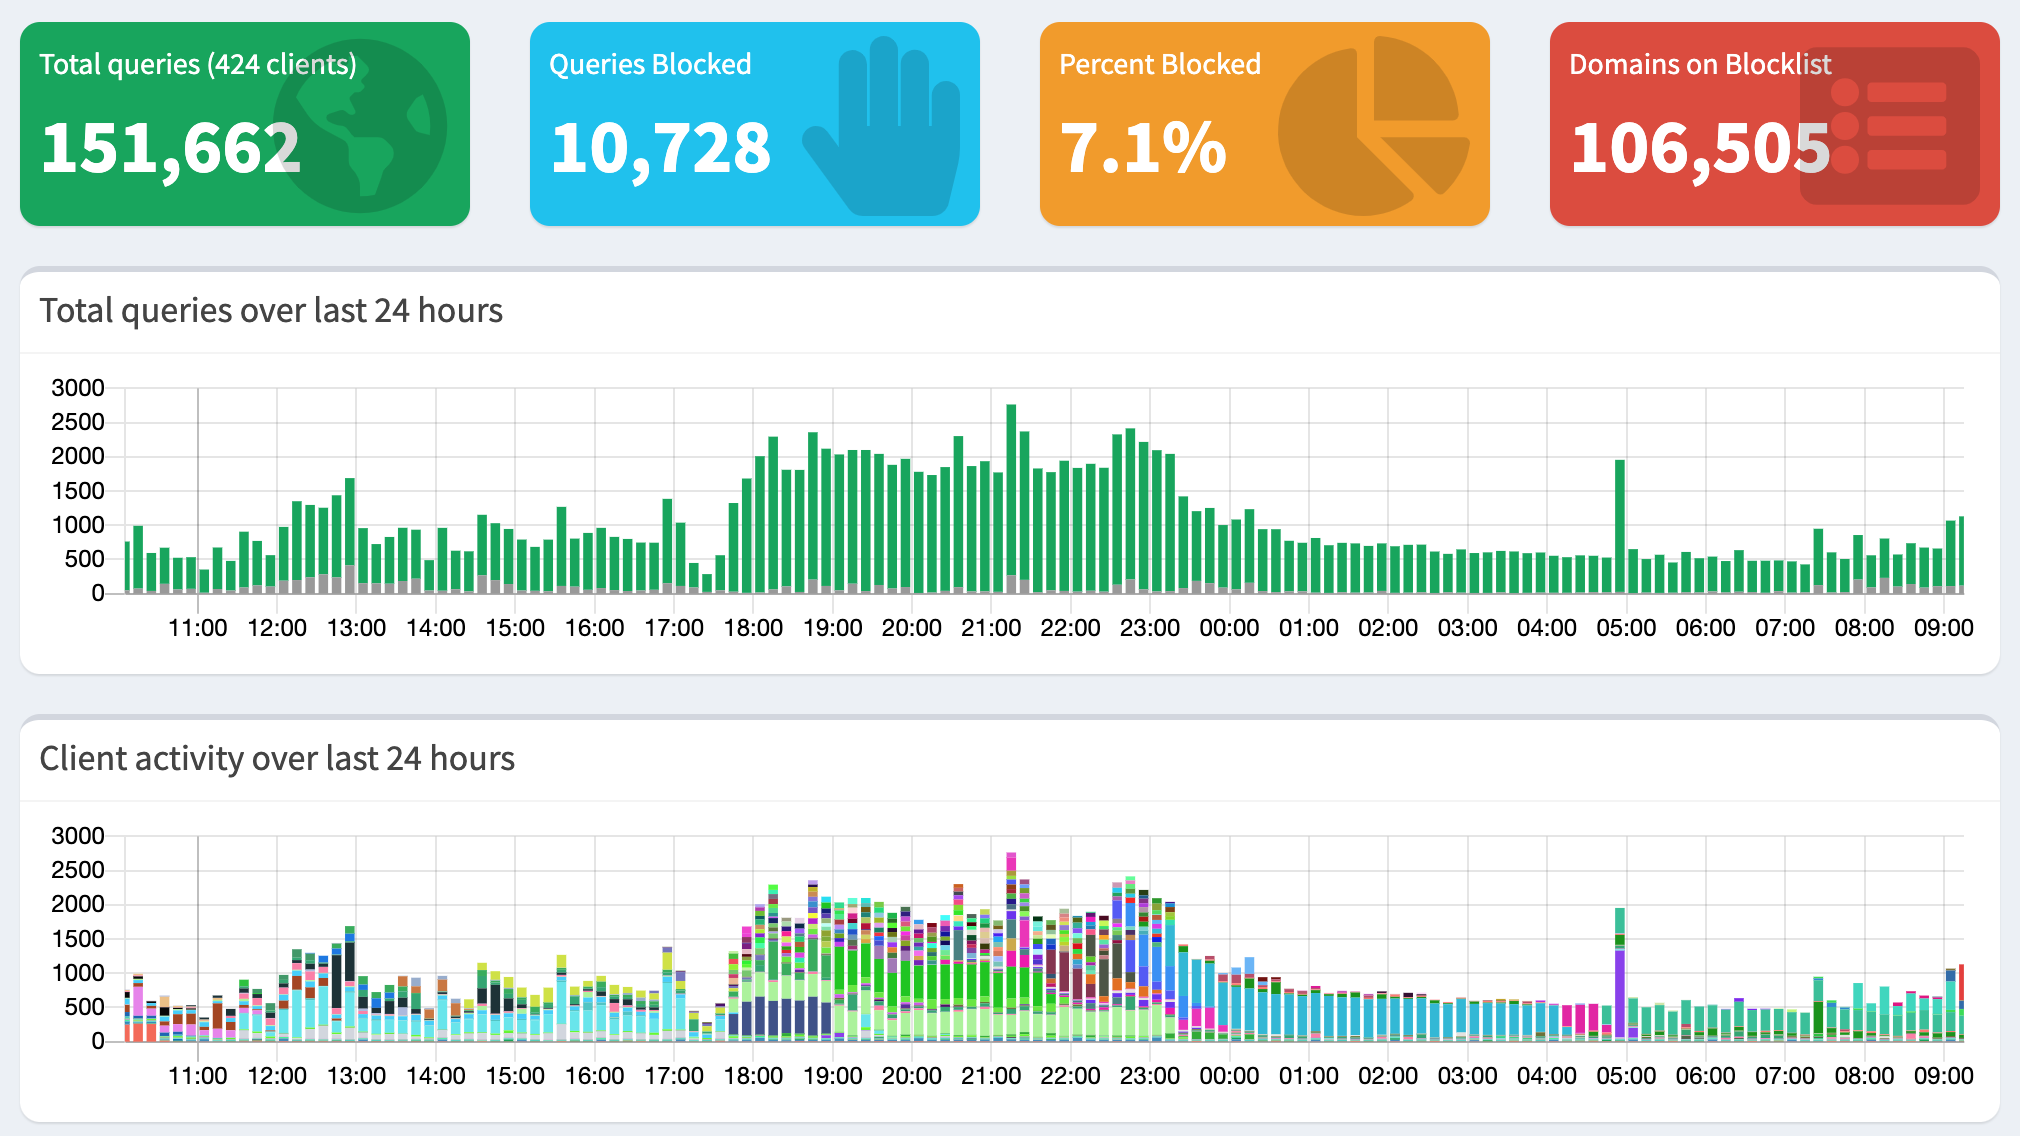 Total queries (424 clients)
151,662
Queries Blocked
10,728
Percent Blocked
7.1%
Domains on Blocklist
106,505
Total queries over last 24 hours
3000
2500
2000
1500
1000
500
0
11:00 12:00 13:00 14:00 15:00 16:00 17:00 18:00 19:00 20:00 21:00 22:00 23:00 00:00 01:00 02:00 03:00 04:00 05:00 06:00 07:00 08:00 09:00
Client activity over last 24 hours
3000
2500
2000
1500
1000
500
0
11:00 12:00 13:00 14:00 15:00 16:00 17:00 18:00 19:00 20:00 21:00 22:00 23:00 00:00 01:00 02:00 03:00 04:00 05:00 06:00 07:00 08:00 09:00